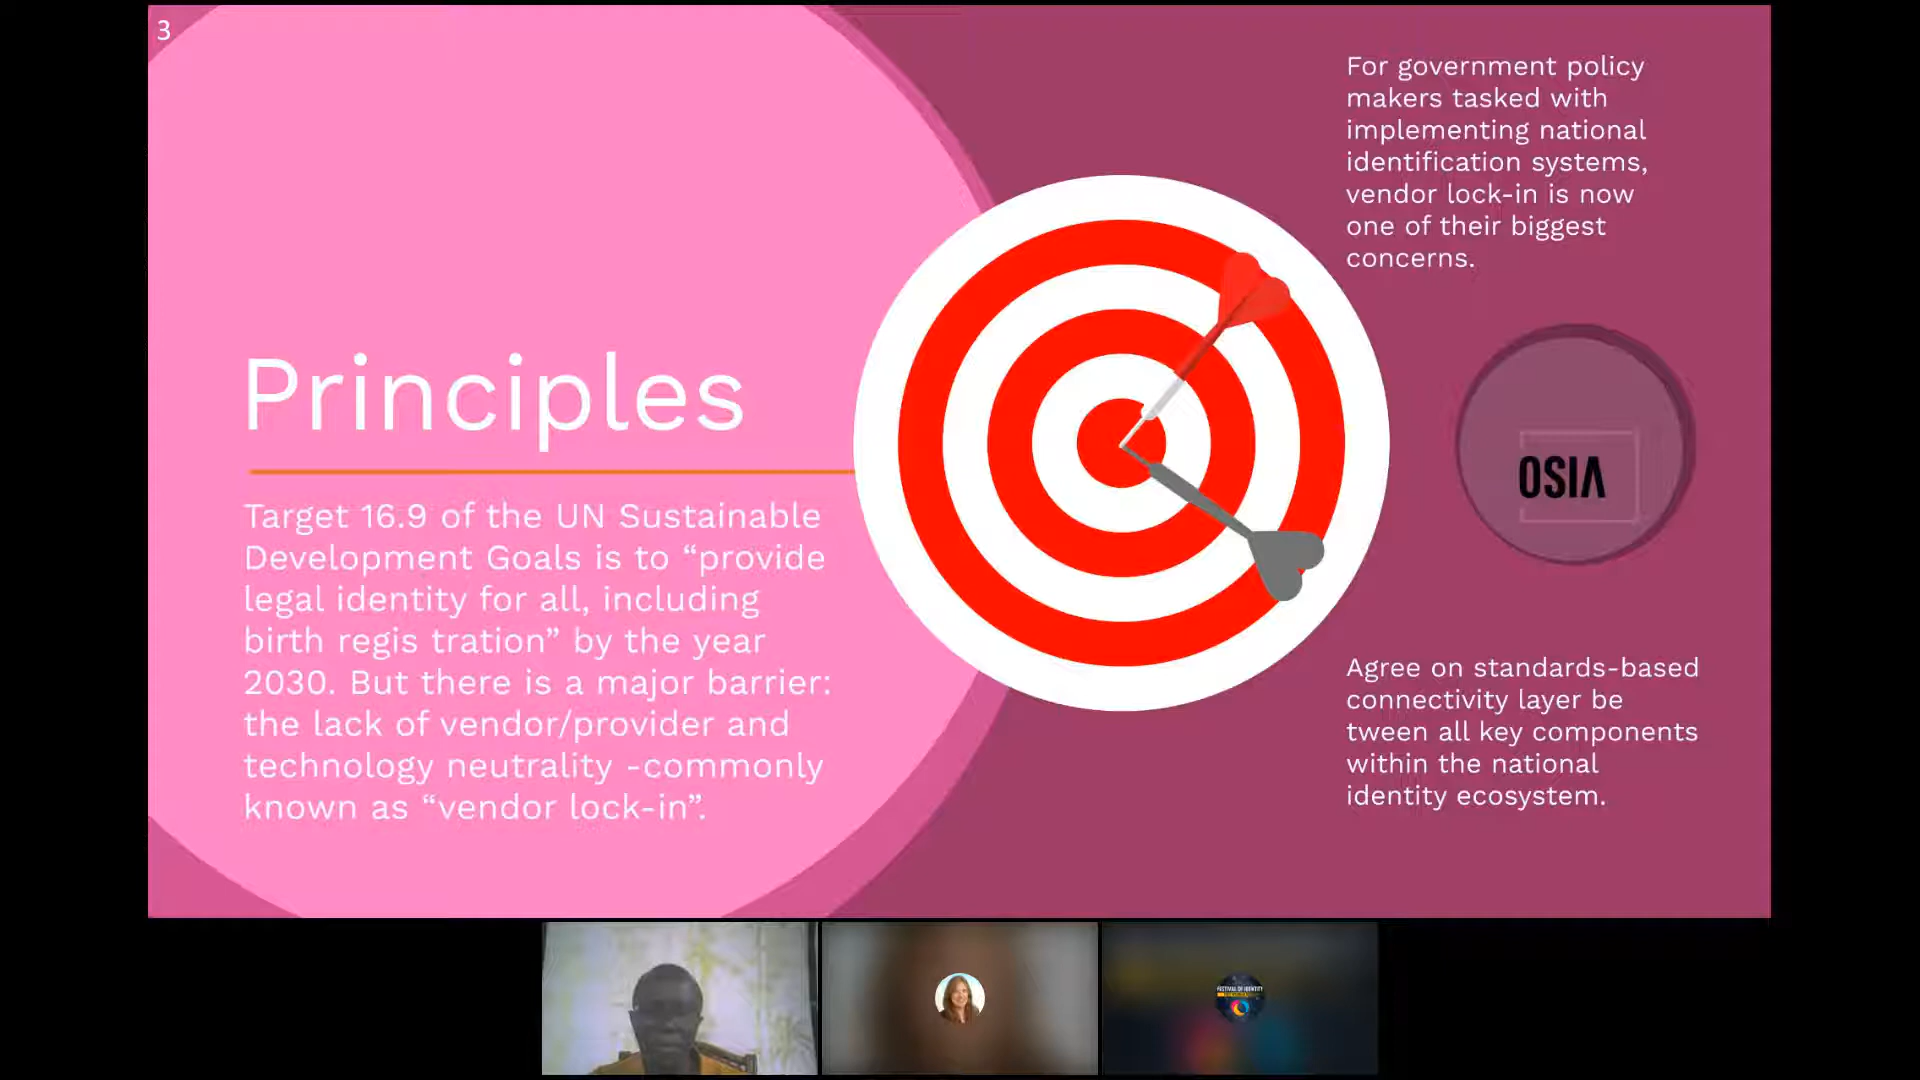 3
Principles
Target 16.9 of the UN Sustainable
Development Goals is to “provide
legal identity for all, including
birth regis tration” by the year
2030. But there is a major barrier:
the lack of vendor/provider and
technology neutrality -commonly
known as “vendor lock-in”.
For government policy
makers tasked with
implementing national
identification systems,
vendor lock-in is now
one of their biggest
concerns.
OSIA
Agree on standards-based
connectivity layer be
tween all key components
within the national
identity ecosystem.
FESTIVAL OF IDENTITY